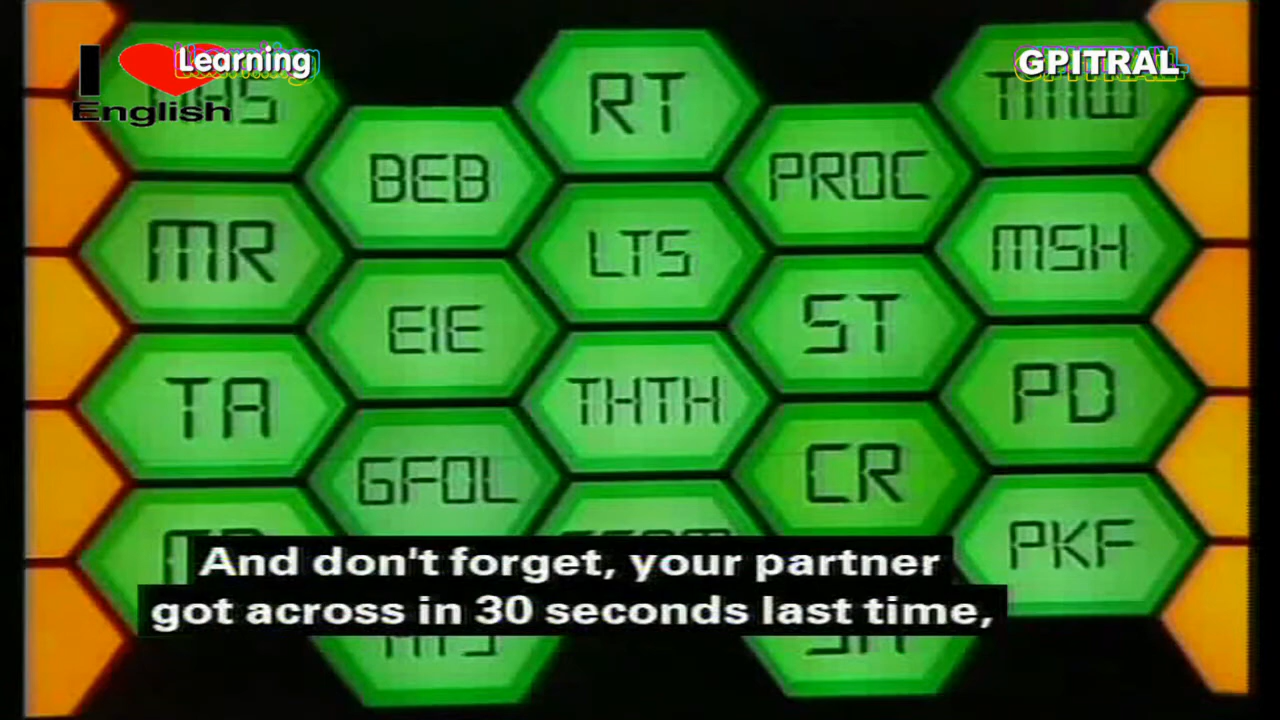 I ❤ Learning
English
GPITRAL
RT
BEB
PROC
MR
LTS
MSH
EIE
ST
TA
THTH
PD
GFOL
CR
PKF
And don't forget, your partner
got across in 30 seconds last time,